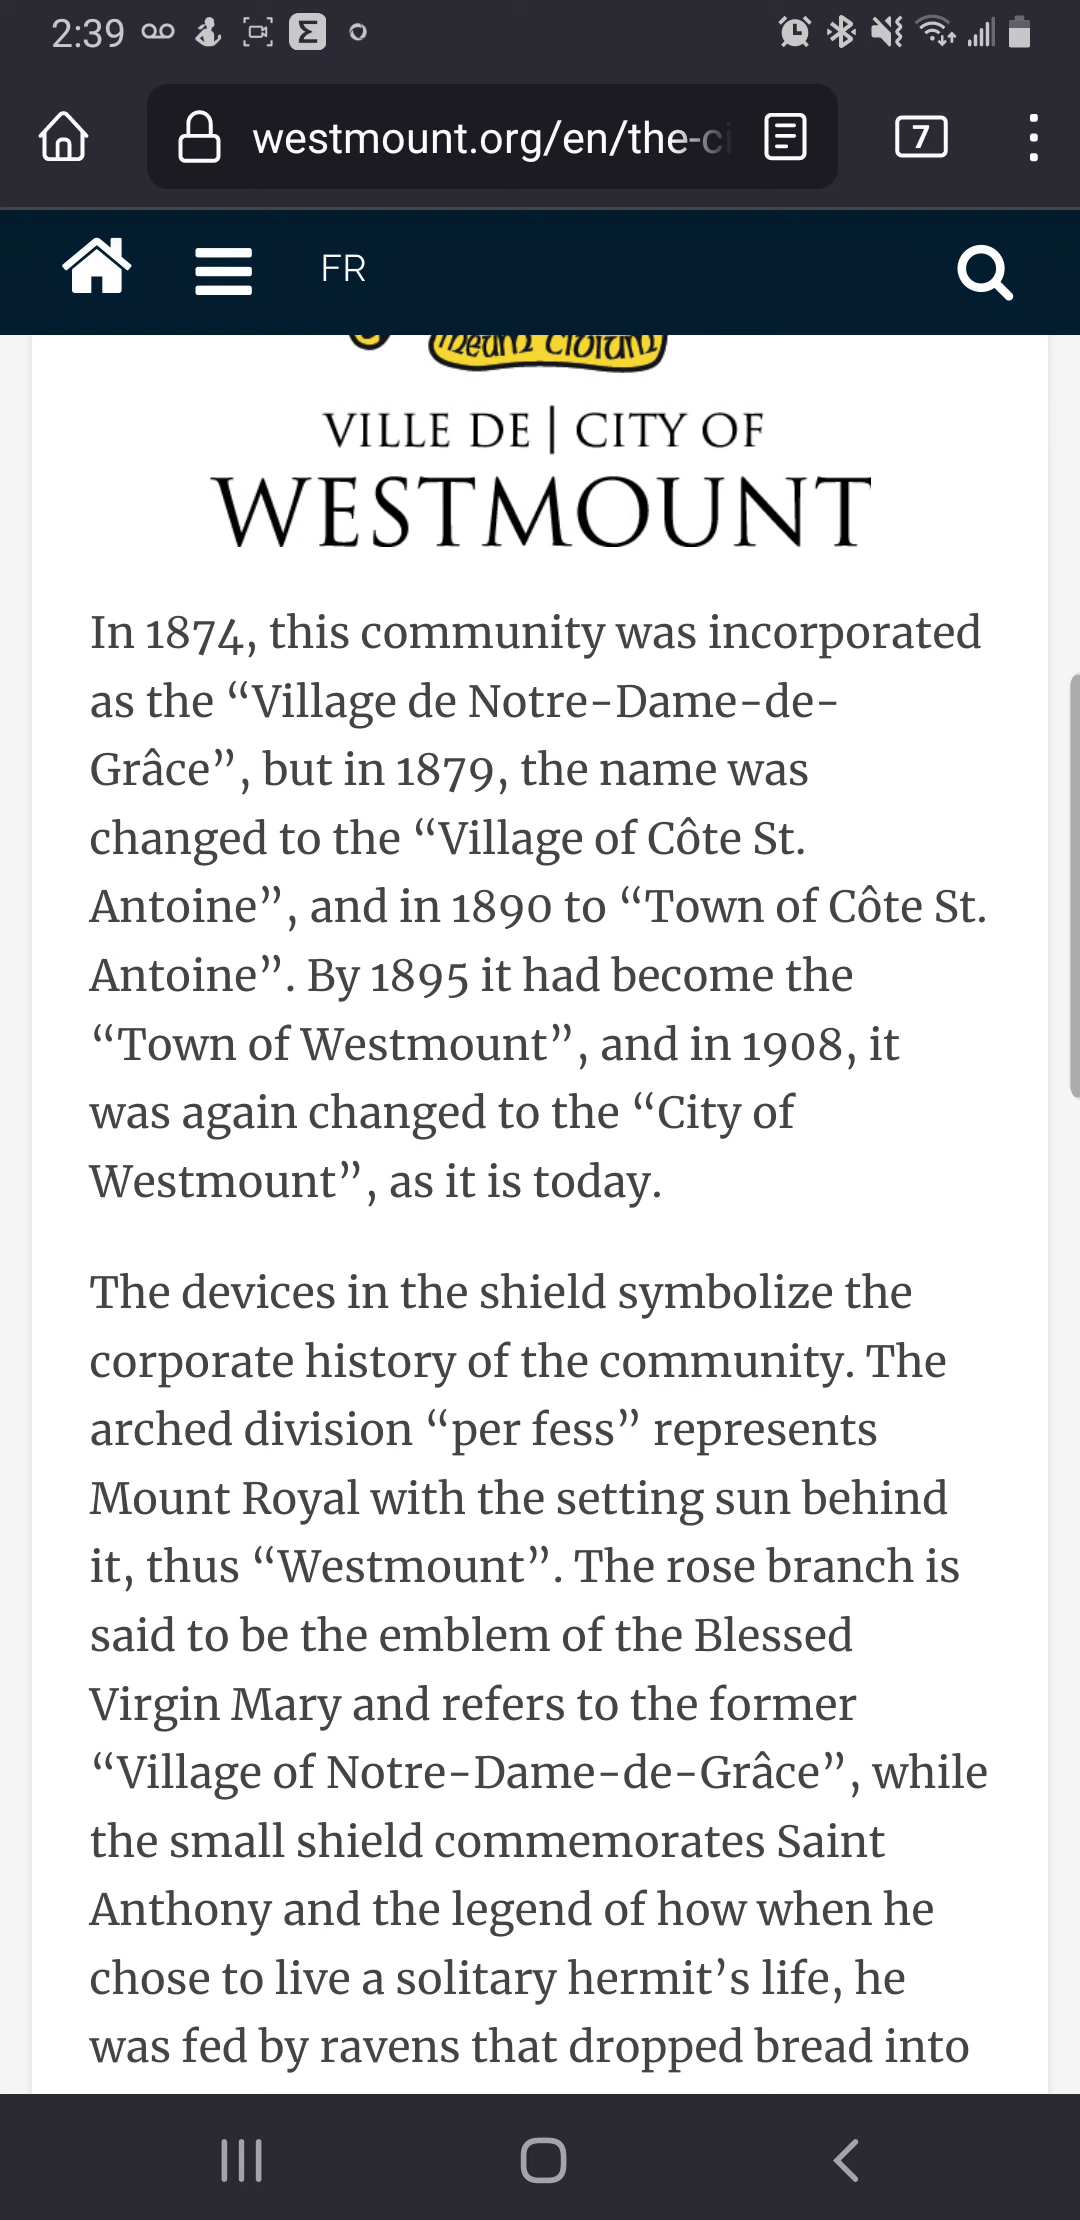 2:39
westmount.org/en/the-ci
7
FR
VILLE DE | CITY OF
WESTMOUNT
In 1874, this community was incorporated
as the “Village de Notre-Dame-de-
Grâce”, but in 1879, the name was
changed to the “Village of Côte St.
Antoine”, and in 1890 to “Town of Côte St.
Antoine”. By 1895 it had become the
“Town of Westmount”, and in 1908, it
was again changed to the “City of
Westmount”, as it is today.
The devices in the shield symbolize the
corporate history of the community. The
arched division “per fess” represents
Mount Royal with the setting sun behind
it, thus “Westmount”. The rose branch is
said to be the emblem of the Blessed
Virgin Mary and refers to the former
“Village of Notre-Dame-de-Grâce”, while
the small shield commemorates Saint
Anthony and the legend of how when he
chose to live a solitary hermit’s life, he
was fed by ravens that dropped bread into